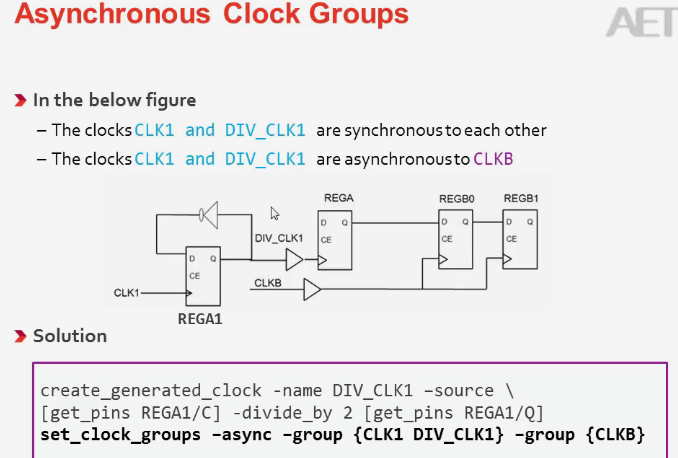 Asynchronous Clock Groups
AET
In the below figure
– The clocks CLK1 and DIV_CLK1 are synchronous to each other
– The clocks CLK1 and DIV_CLK1 are asynchronous to CLKB
REGA
REGB0
REGB1
D Q
D Q
D Q
DIV_CLK1
CE
CE
CE
D Q
CE
CLKB
CLK1
REGA1
Solution
create_generated_clock -name DIV_CLK1 –source \
[get_pins REGA1/C] -divide_by 2 [get_pins REGA1/Q]
set_clock_groups –async –group {CLK1 DIV_CLK1} –group {CLKB}